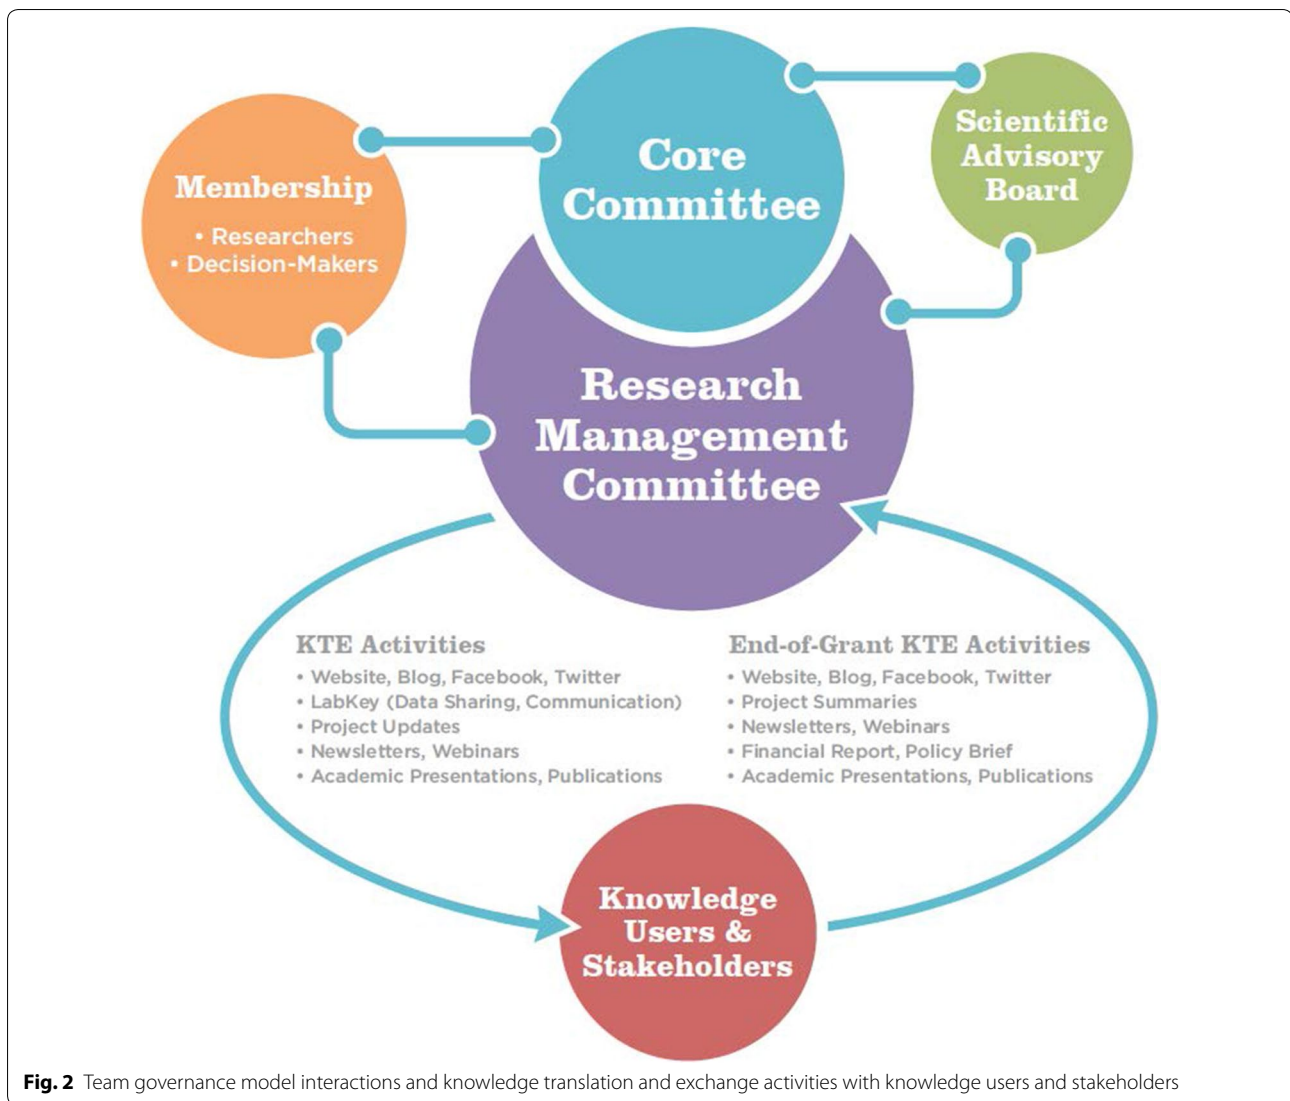 Core
Committee
Scientific
Advisory
Board
Membership
• Researchers
• Decision-Makers
Research
Management
Committee
KTE Activities
• Website, Blog, Facebook, Twitter
• LabKey (Data Sharing, Communication)
• Project Updates
• Newsletters, Webinars
• Academic Presentations, Publications
End-of-Grant KTE Activities
• Website, Blog, Facebook, Twitter
• Project Summaries
• Newsletters, Webinars
• Financial Report, Policy Brief
• Academic Presentations, Publications
Knowledge
Users &
Stakeholders
Fig. 2 Team governance model interactions and knowledge translation and exchange activities with knowledge users and stakeholders